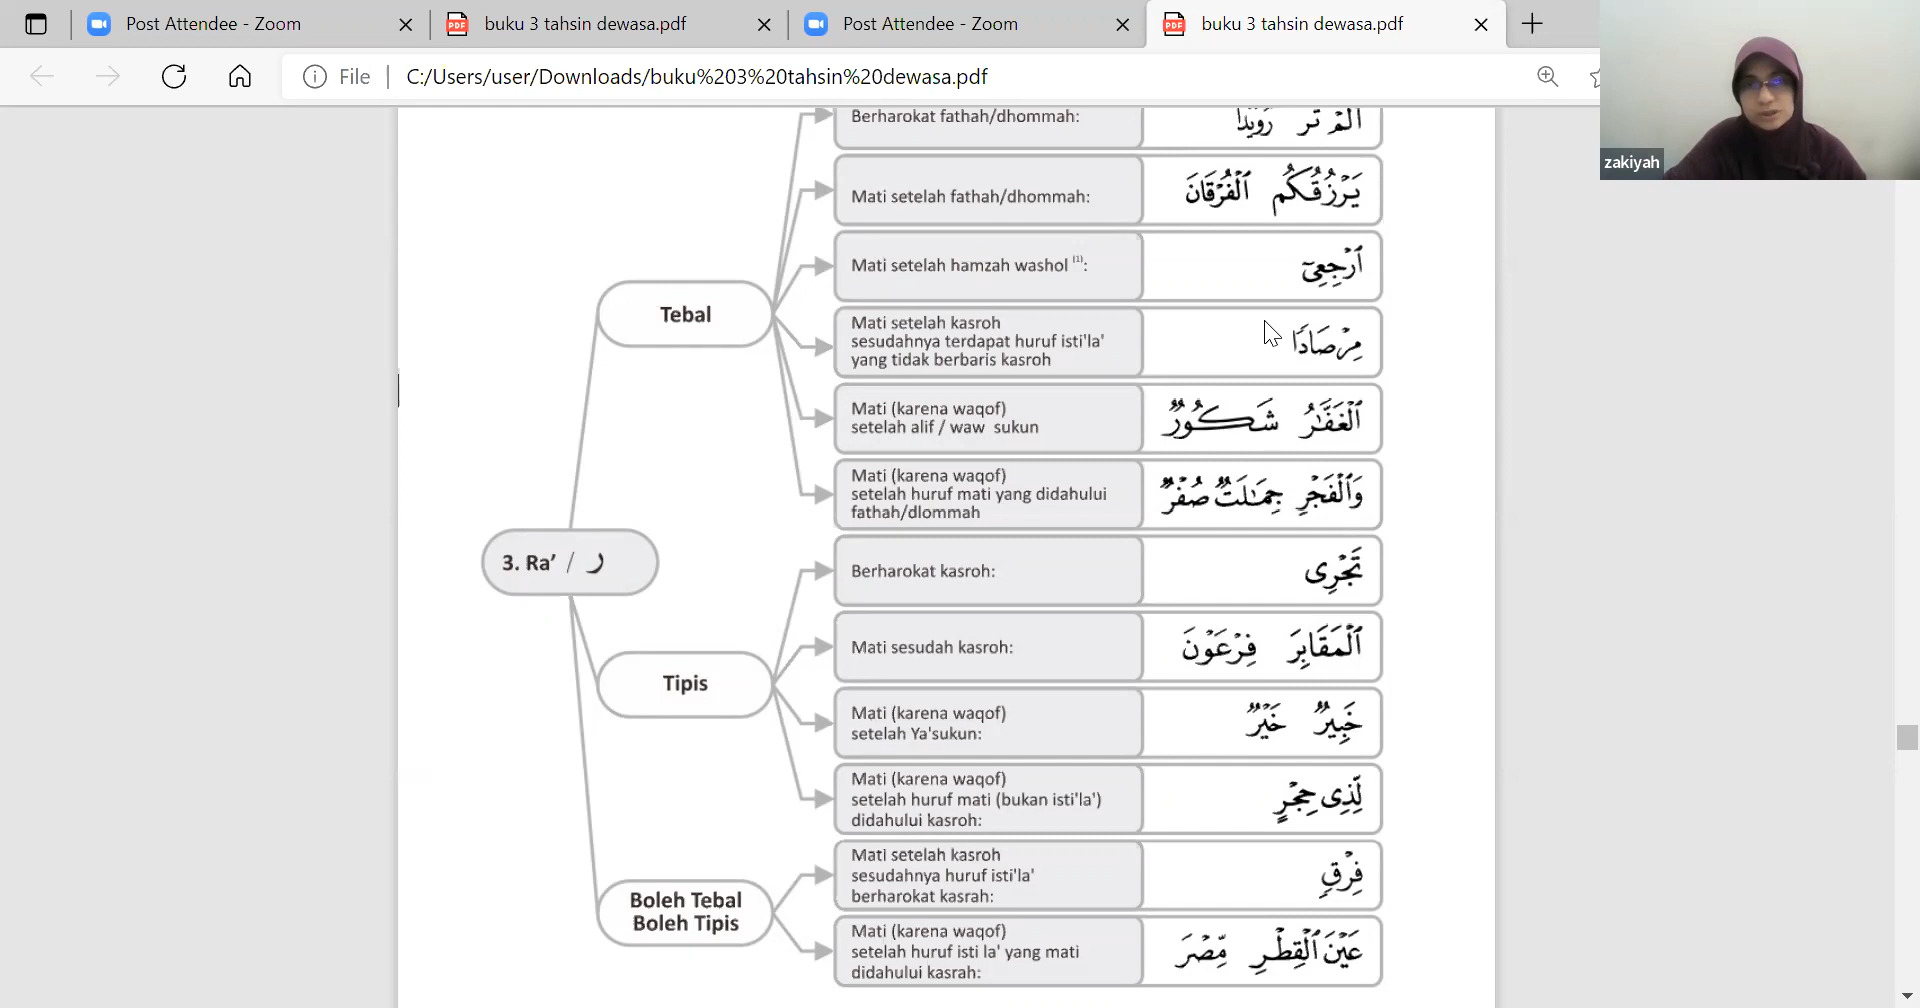 Post Attendee - Zoom
buku 3 tahsin dewasa.pdf
Post Attendee - Zoom
buku 3 tahsin dewasa.pdf
File
C:/Users/user/Downloads/buku%203%20tahsin%20dewasa.pdf
zakiyah
3. Ra' / ر
Tebal
Berharokat fathah/dhommah:
أَلَمْ تَرَ رُوَيْدًا
Mati setelah fathah/dhommah:
يَرْزُقُكُم ٱلْفُرْقَانَ
Mati setelah hamzah washol (1):
ٱرْجِعِىٓ
Mati setelah kasroh
sesudahnya terdapat huruf isti'la'
yang tidak berbaris kasroh
مِرْصَادًا
Mati (karena waqof)
setelah alif / waw sukun
ٱلْغَفَّٰرُ شَكُورٌ
Mati (karena waqof)
setelah huruf mati yang didahului
fathah/dlommah
وَٱلْفَجْرِ جِمَٰلَتٌ صُفْرٌ
Tipis
Berharokat kasroh:
تَجْرِى
Mati sesudah kasroh:
ٱلْمَقَابِرَ فِرْعَوْنَ
Mati (karena waqof)
setelah Ya'sukun:
خَبِيرٌ خَيْرٌ
Mati (karena waqof)
setelah huruf mati (bukan isti'la')
didahului kasroh:
لِّذِى حِجْرٍ
Boleh Tebal
Boleh Tipis
Mati setelah kasroh
sesudahnya huruf isti'la'
berharokat kasrah:
فِرْقٍ
Mati (karena waqof)
setelah huruf isti la' yang mati
didahului kasrah:
عَيْنَ ٱلْقِطْرِ مِّصْرَ